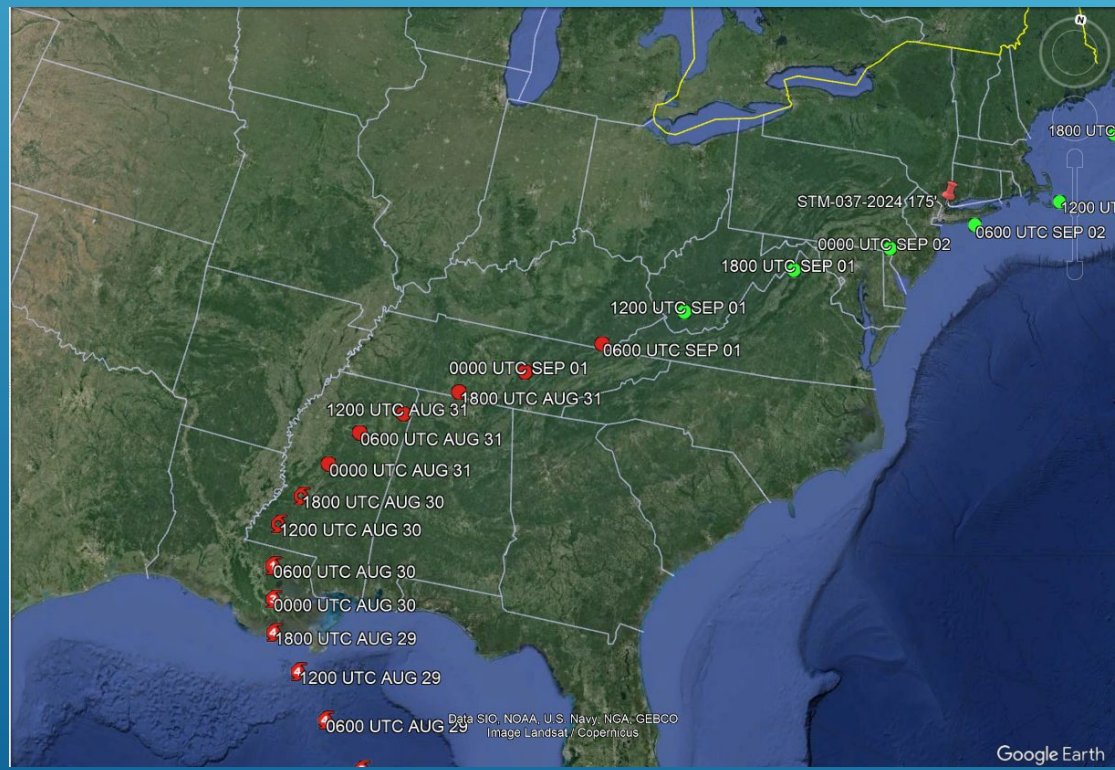 N
1800 UTC
STM-037-2024 175'
1200 UT
0600 UTC SEP 02
0000 UTC SEP 02
1800 UTC SEP 01
1200 UTC SEP 01
0600 UTC SEP 01
0000 UTC SEP 01
1800 UTC AUG 31
1200 UTC AUG 31
0600 UTC AUG 31
0000 UTC AUG 31
1800 UTC AUG 30
1200 UTC AUG 30
0600 UTC AUG 30
0000 UTC AUG 30
1800 UTC AUG 29
1200 UTC AUG 29
0600 UTC AUG 29
Data SIO, NOAA, U.S. Navy, NGA, GEBCO
Image Landsat / Copernicus
Google Earth